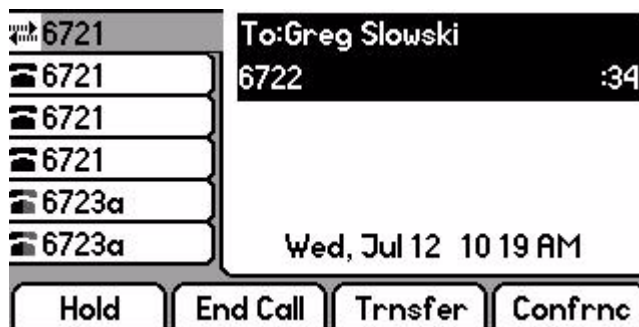 6721
6721
6721
6721
6723a
6723a
To:Greg Slowski
6722 :34
Wed, Jul 12 10 19 AM
Hold End Call Trnsfer Confrnc